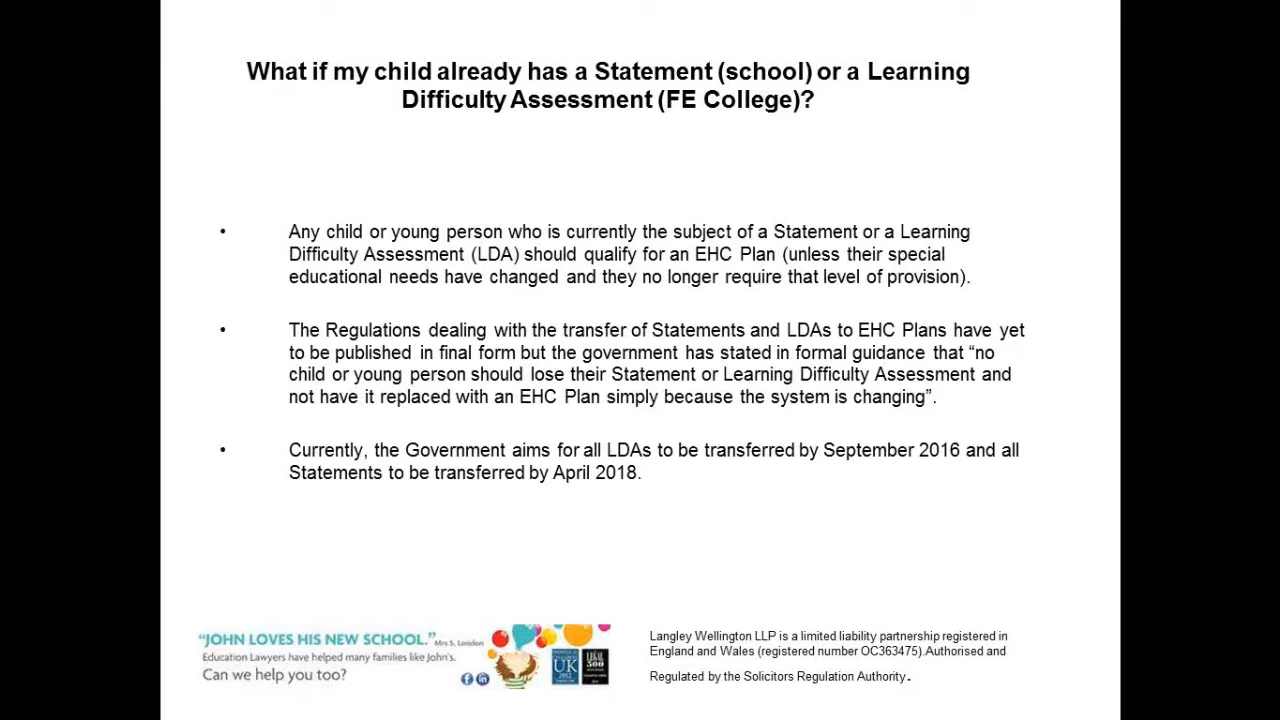 What if my child already has a Statement (school) or a Learning
Difficulty Assessment (FE College)?
• Any child or young person who is currently the subject of a Statement or a Learning
Difficulty Assessment (LDA) should qualify for an EHC Plan (unless their special
educational needs have changed and they no longer require that level of provision).
• The Regulations dealing with the transfer of Statements and LDAs to EHC Plans have yet
to be published in final form but the government has stated in formal guidance that “no
child or young person should lose their Statement or Learning Difficulty Assessment and
not have it replaced with an EHC Plan simply because the system is changing”.
• Currently, the Government aims for all LDAs to be transferred by September 2016 and all
Statements to be transferred by April 2018.
“JOHN LOVES HIS NEW SCHOOL.” Mrs S, London
Education Lawyers have helped many families like John's.
Can we help you too?
UK
2012
LEGAL
500
Langley Wellington LLP is a limited liability partnership registered in
England and Wales (registered number OC363475).Authorised and
Regulated by the Solicitors Regulation Authority.